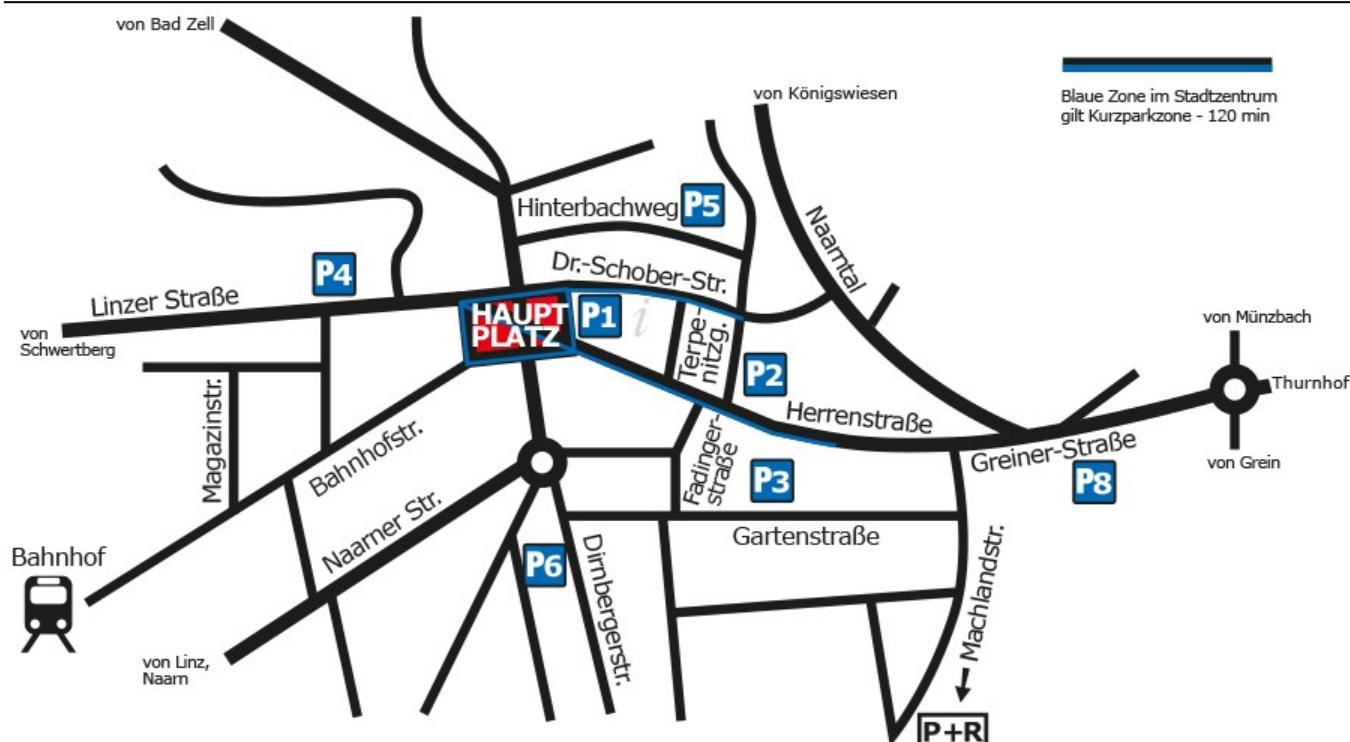 von Bad Zell
von Königswiesen
Blaue Zone im Stadtzentrum
gilt Kurzparkzone - 120 min
Hinterbachweg
P5
Naarntal
Dr.-Schober-Str.
P4
Linzer Straße
von
Schwertberg
HAUPT
PLATZ
P1
i
Terpe-
nitzg.
P2
von Münzbach
Thurnhof
Herrenstraße
Magazinstr.
Bahnhofstr.
Fadinger-
straße
P3
Greiner-Straße
von Grein
P8
Naarner Str.
Gartenstraße
Bahnhof
P6
Dirnbergerstr.
Machlandstr.
von Linz,
Naarn
P+R